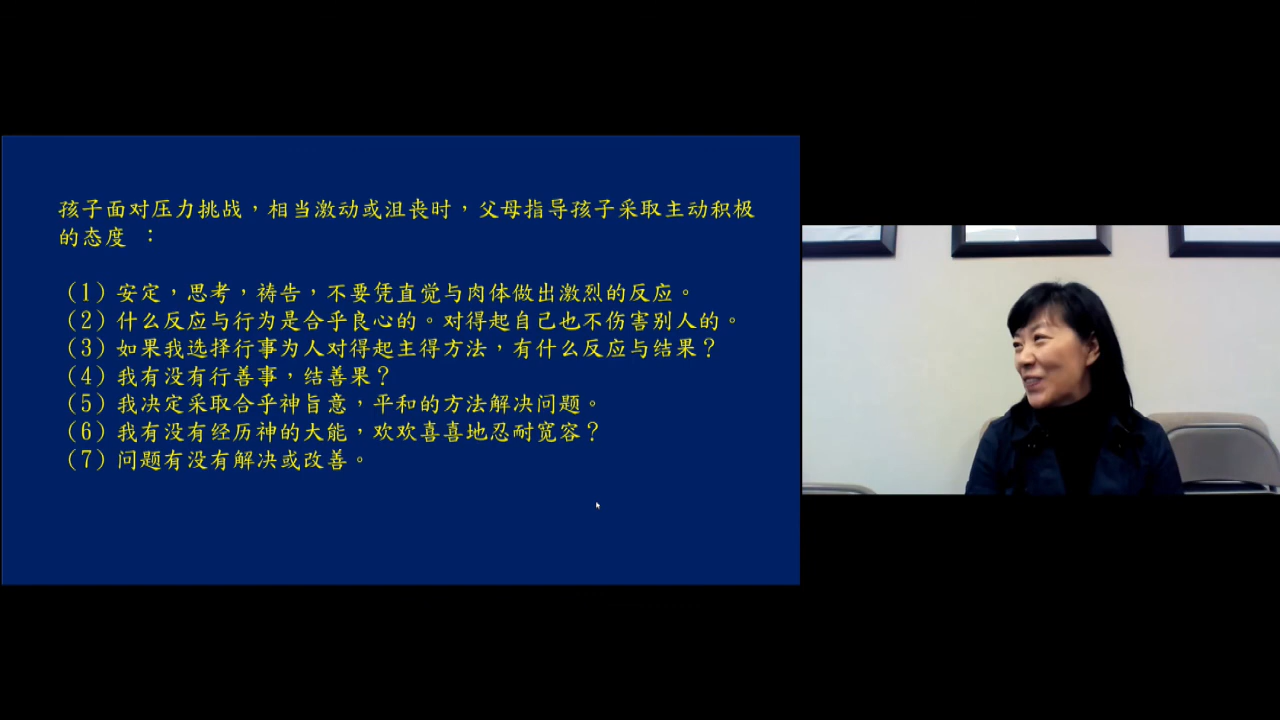 孩子面对压力挑战，相当激动或沮丧时，父母指导孩子采取主动积极
的态度 ：
（1）安定，思考，祷告，不要凭直觉与肉体做出激烈的反应。
（2）什么反应与行为是合乎良心的。对得起自己也不伤害别人的。
（3）如果我选择行事为人对得起主得方法，有什么反应与结果？
（4）我有没有行善事，结善果？
（5）我决定采取合乎神旨意，平和的方法解决问题。
（6）我有没有经历神的大能，欢欢喜喜地忍耐宽容？
（7）问题有没有解决或改善。